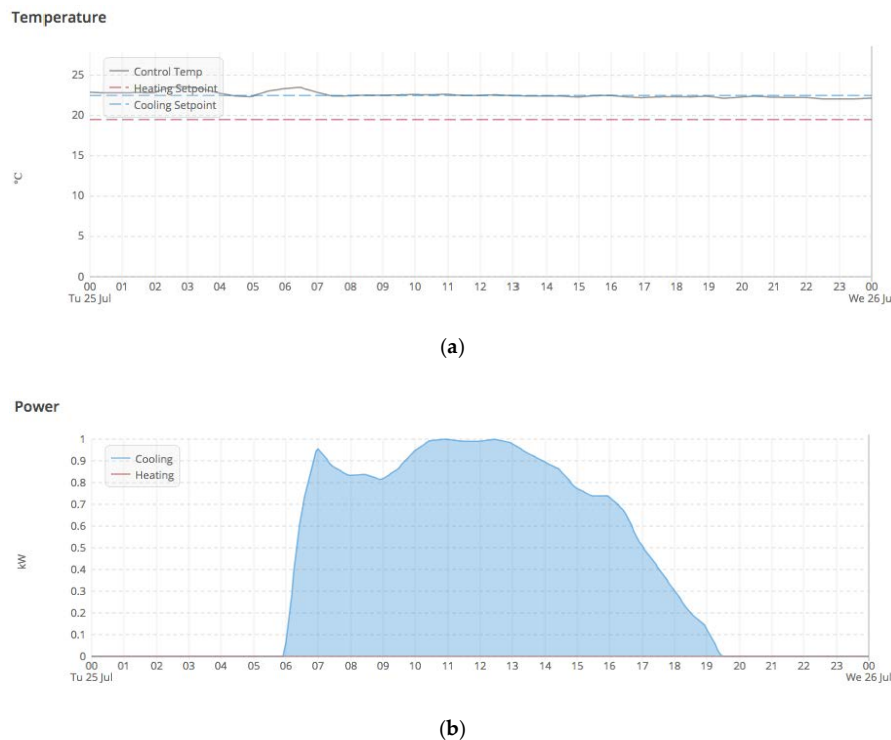 Temperature
Control Temp
Heating Setpoint
Cooling Setpoint
25
20
15
10
5
0
°C
00 01 02 03 04 05 06 07 08 09 10 11 12 13 14 15 16 17 18 19 20 21 22 23 00
Tu 25 Jul We 26 Ju
(a)
Power
Cooling
Heating
1
0.9
0.8
0.7
0.6
0.5
0.4
0.3
0.2
0.1
0
kW
00 01 02 03 04 05 06 07 08 09 10 11 12 13 14 15 16 17 18 19 20 21 22 23 00
Tu 25 Jul We 26 Jul
(b)